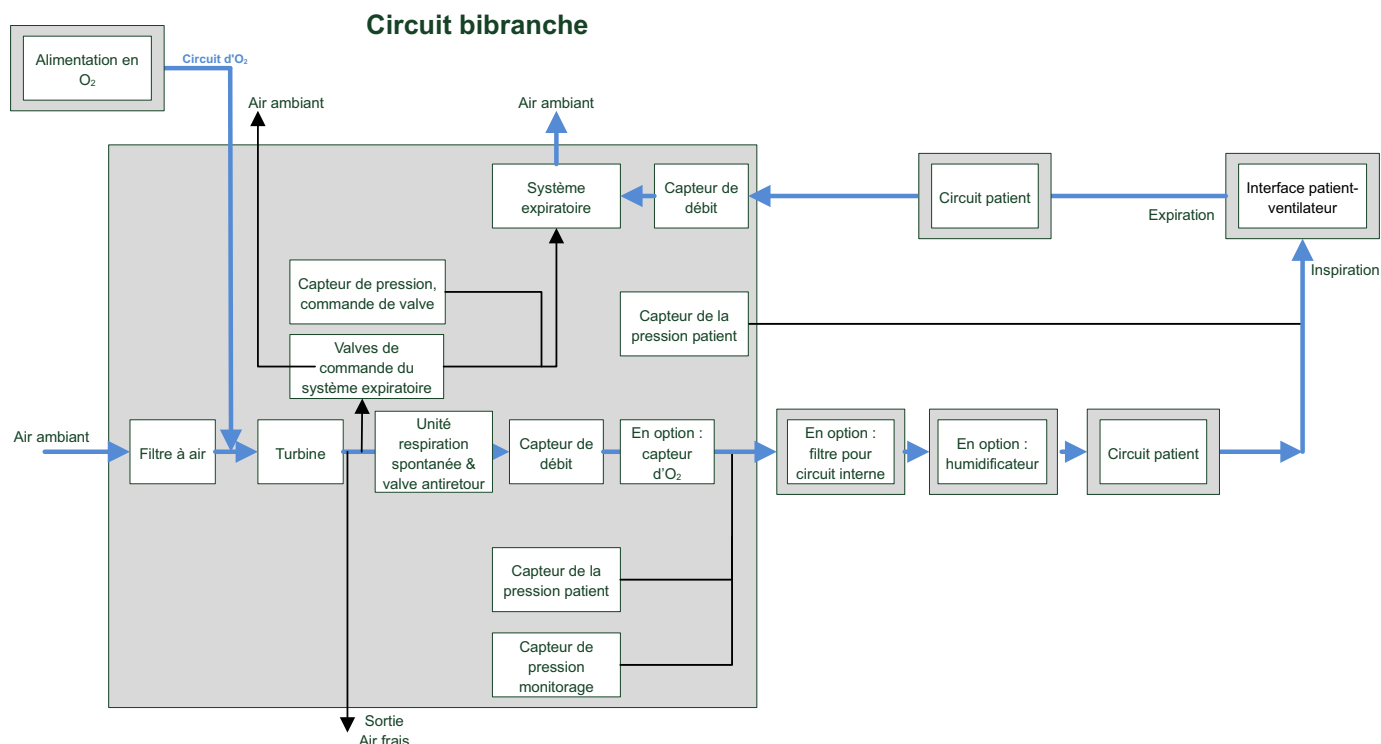 Circuit bibranche
Alimentation en
O₂
Circuit d'O₂
Air ambiant
Air ambiant
Système
expiratoire
Capteur de
débit
Circuit patient
Interface patient-
ventilateur
Expiration
Inspiration
Capteur de pression,
commande de valve
Capteur de la
pression patient
Valves de
commande du
système expiratoire
Air ambiant
Filtre à air
Turbine
Unité
respiration
spontanée &
valve antiretour
Capteur de
débit
En option :
capteur
d’O₂
En option :
filtre pour
circuit interne
En option :
humidificateur
Circuit patient
Capteur de la
pression patient
Capteur de
pression
monitorage
Sortie
Air frais